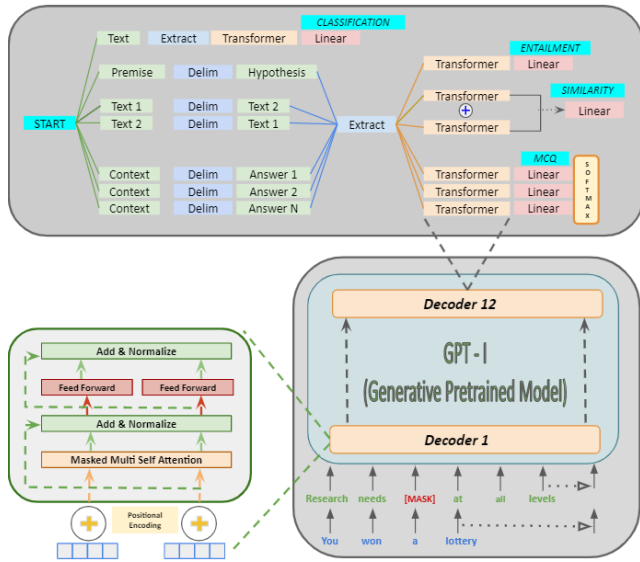 CLASSIFICATION
Text Extract Transformer Linear
ENTAILMENT
Premise Delim Hypothesis Transformer Linear
SIMILARITY
Transformer
Text 1 Delim Text 2
Linear
START Text 2 Delim Text 1 Extract Transformer
MCQ
Context Delim Answer 1 Transformer Linear
Context Delim Answer 2 Transformer Linear
Context Delim Answer N Transformer Linear
SOFTMAX
Decoder 12
GPT - I
(Generative Pretrained Model)
Decoder 1
Research needs [MASK] at all levels
You won a lottery
Add & Normalize
Feed Forward Feed Forward
Add & Normalize
Masked Multi Self Attention
Positional
Encoding